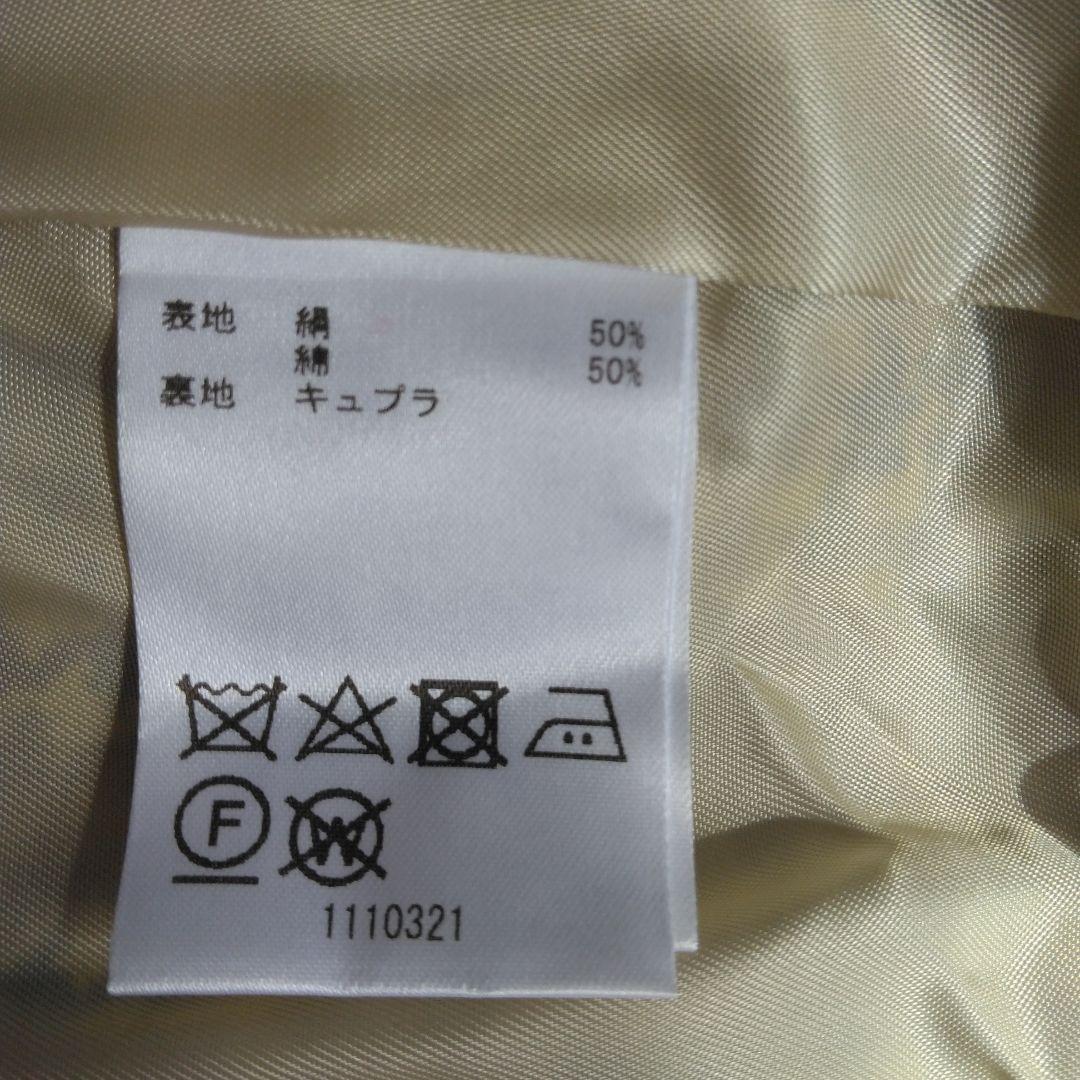 表地 絹 50%
綿 50%
裏地 キュプラ
F W
1110321